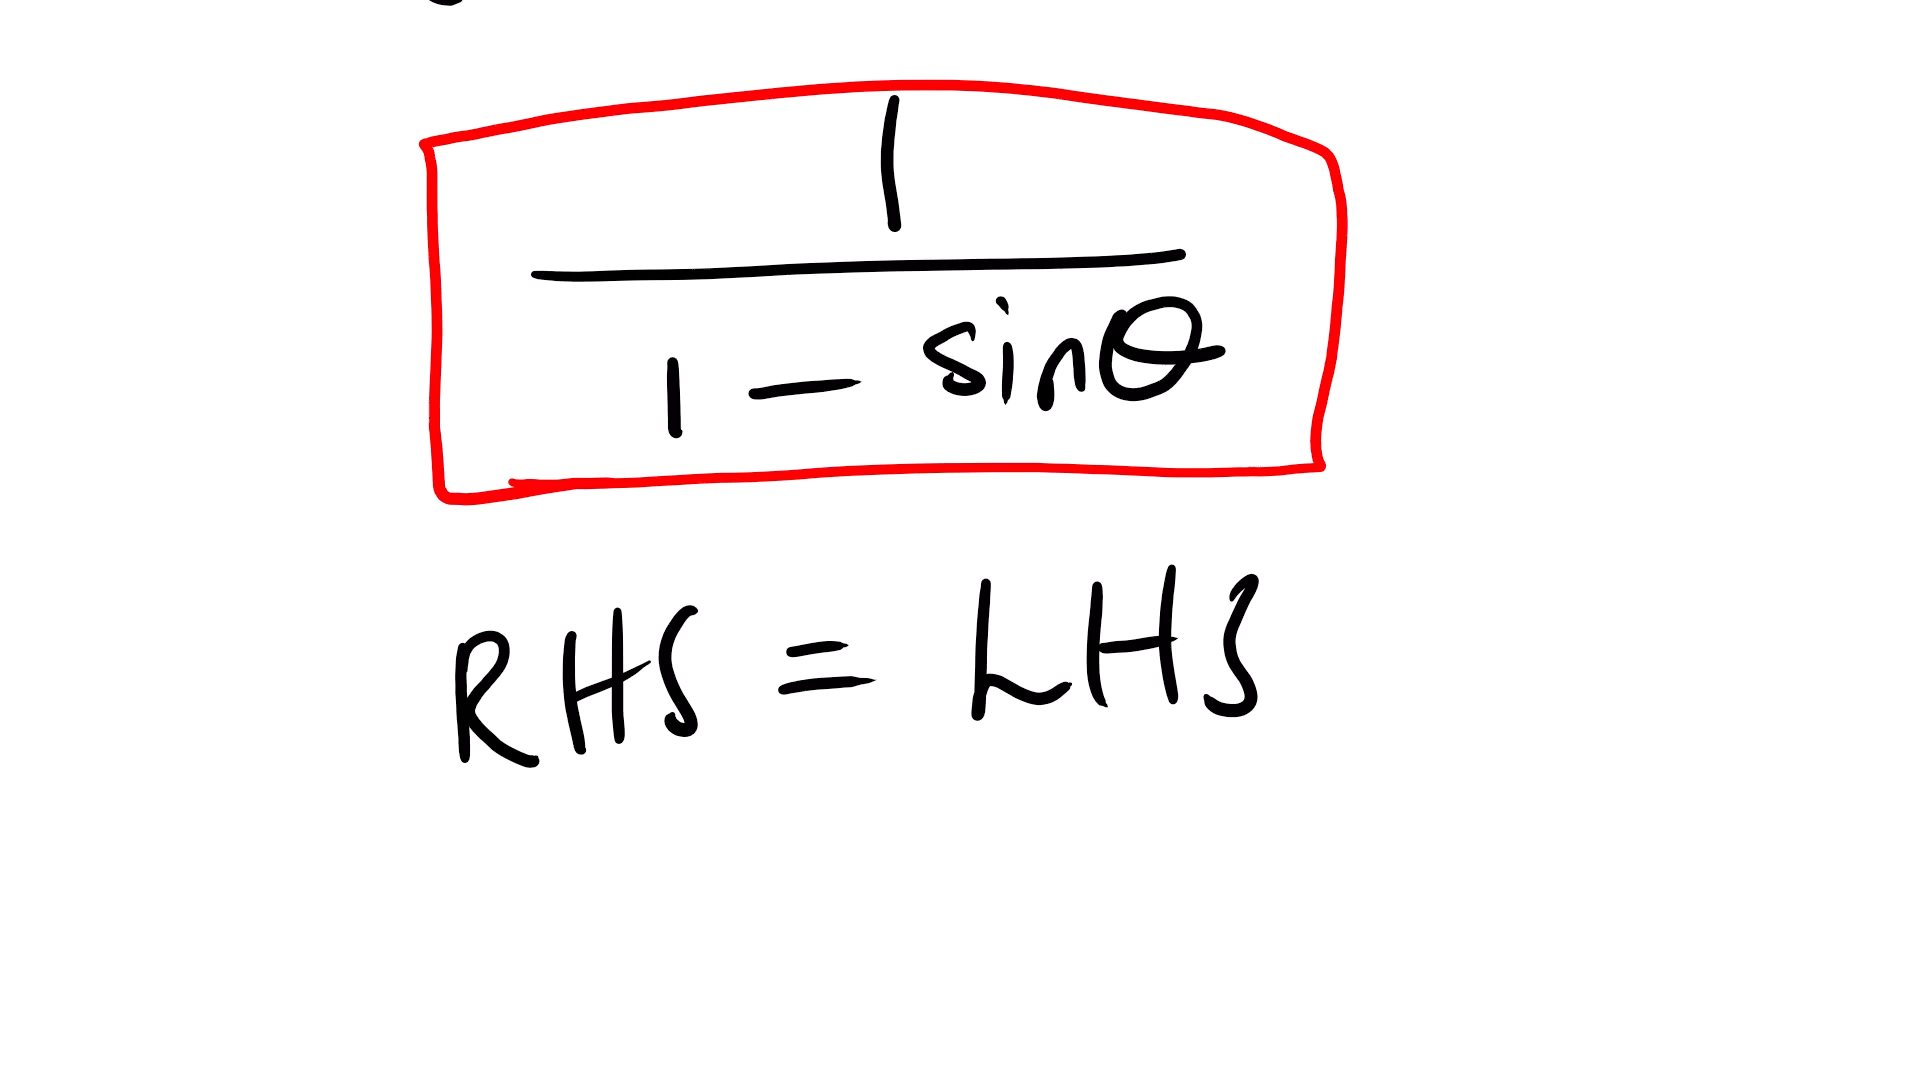 1
1 - sinθ
RHS = LHS